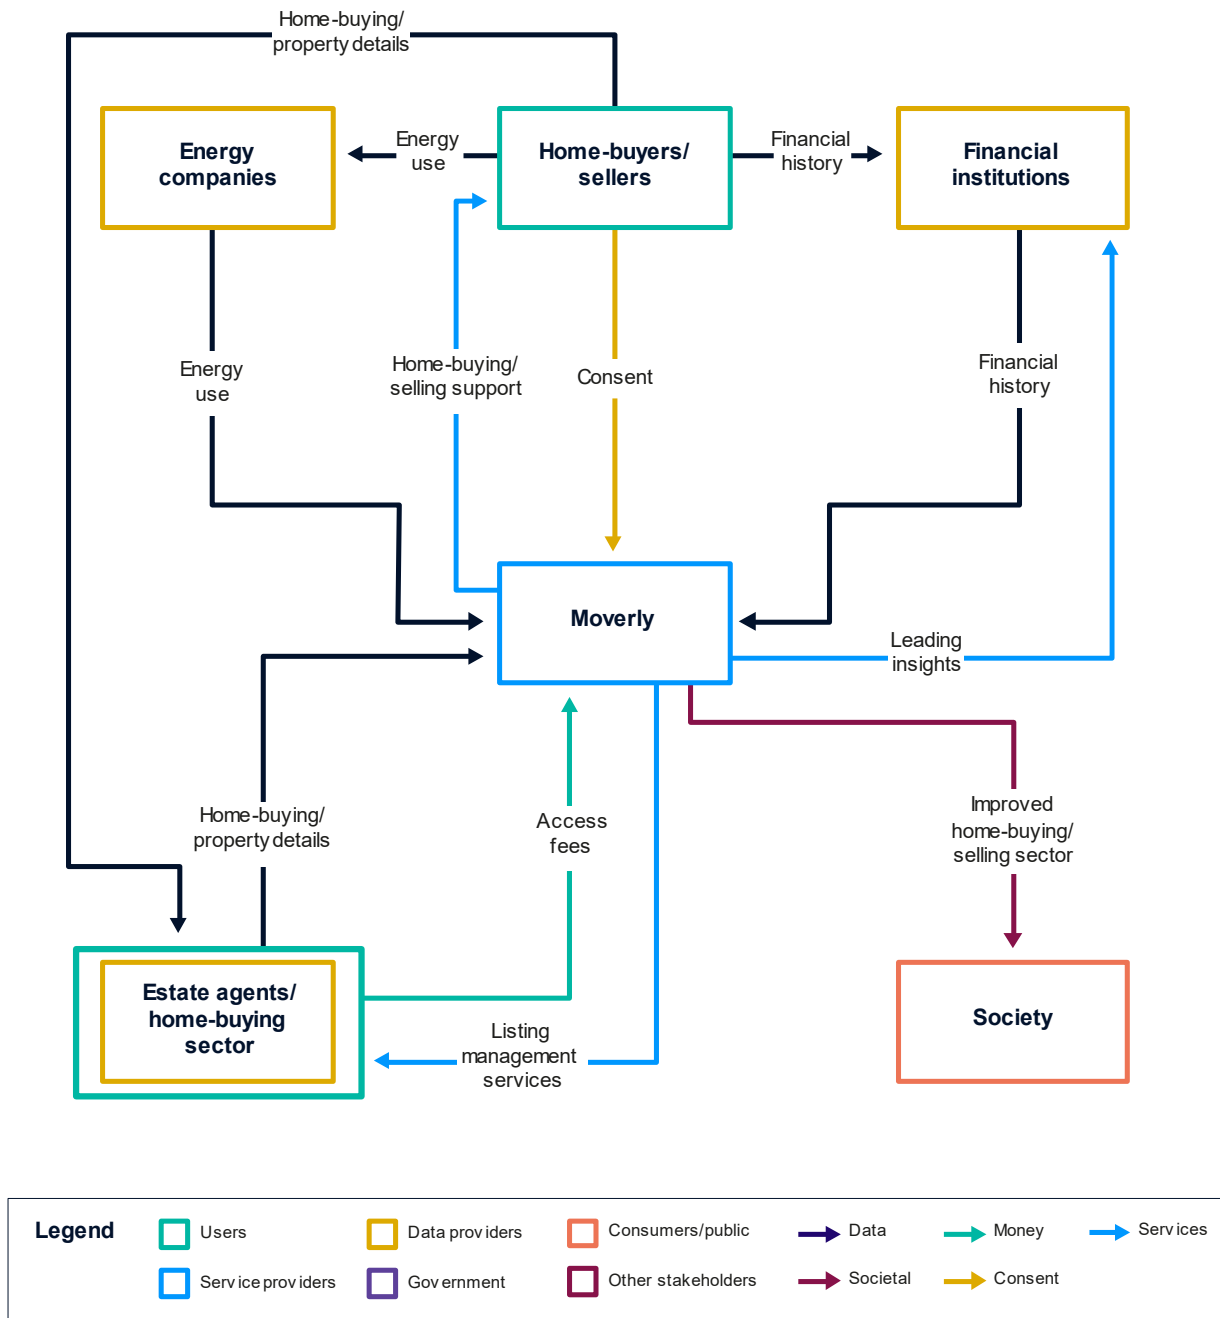 Home-buying/
property details
Energy
companies
Energy
use
Home-buyers/
sellers
Financial
history
Financial
institutions
Energy
use
Home-buying/
selling support
Consent
Financial
history
Moverly
Leading
insights
Home-buying/
property details
Access
fees
Improved
home-buying/
selling sector
Estate agents/
home-buying
sector
Listing
management
services
Society
Legend
Users
Data providers
Consumers/public
Data
Money
Services
Service providers
Government
Other stakeholders
Societal
Consent